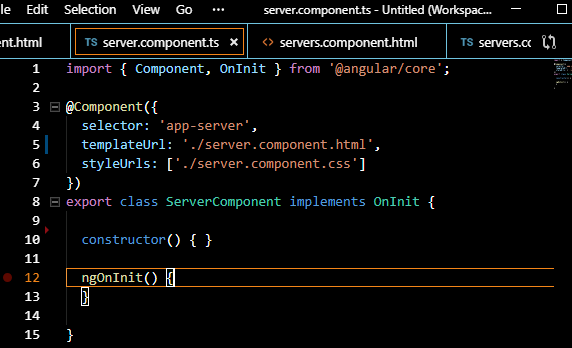 le Edit Selection View Go ··· server.component.ts - Untitled (Workspac...
ent.html TS server.component.ts × <> servers.component.html TS servers.cc
1 import { Component, OnInit } from '@angular/core';
2
3 @Component({
4 selector: 'app-server',
5 templateUrl: './server.component.html',
6 styleUrls: ['./server.component.css']
7 })
8 export class ServerComponent implements OnInit {
9
10 constructor() { }
11
12 ngOnInit() {
13 }
14
15 }